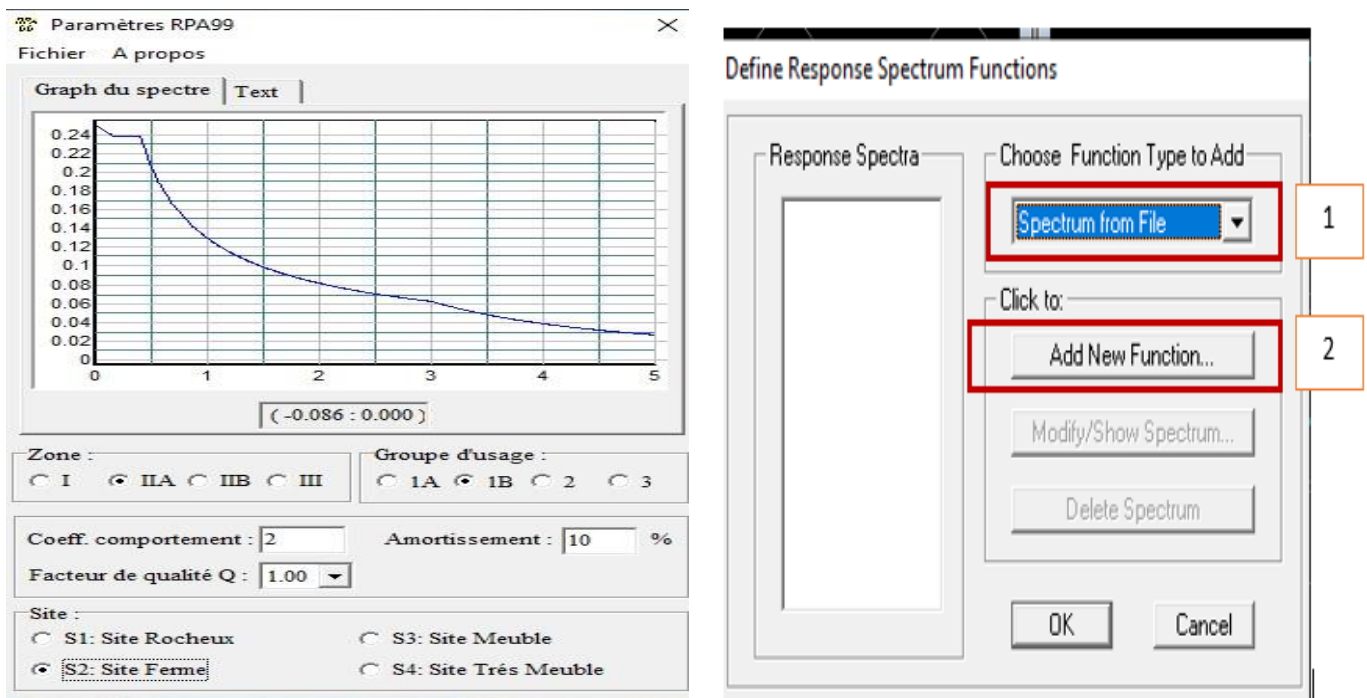 Paramètres RPA99
Fichier A propos
Graph du spectre Text
0.24
0.22
0.2
0.18
0.16
0.14
0.12
0.1
0.08
0.06
0.04
0.02
0
0 1 2 3 4 5
( -0.086 : 0.000 )
Zone :
I IIA IIB III
Groupe d'usage :
1A 1B 2 3
Coeff. comportement : 2 Amortissement : 10 %
Facteur de qualité Q : 1.00
Site :
S1: Site Rocheux S3: Site Meuble
S2: Site Ferme S4: Site Trés Meuble
Define Response Spectrum Functions
Response Spectra
Choose Function Type to Add
Spectrum from File
1
Click to:
Add New Function...
2
Modify/Show Spectrum...
Delete Spectrum
OK Cancel